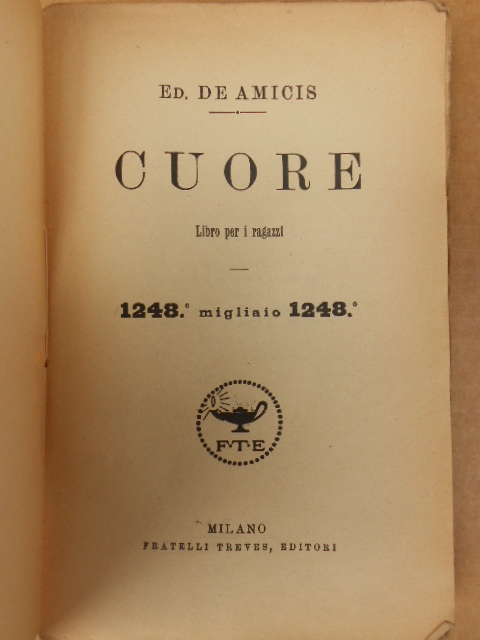 ED. DE AMICIS
CUORE
Libro per i ragazzi
1248.° migliaio 1248.°
F·T·E
MILANO
FRATELLI TREVES, EDITORI